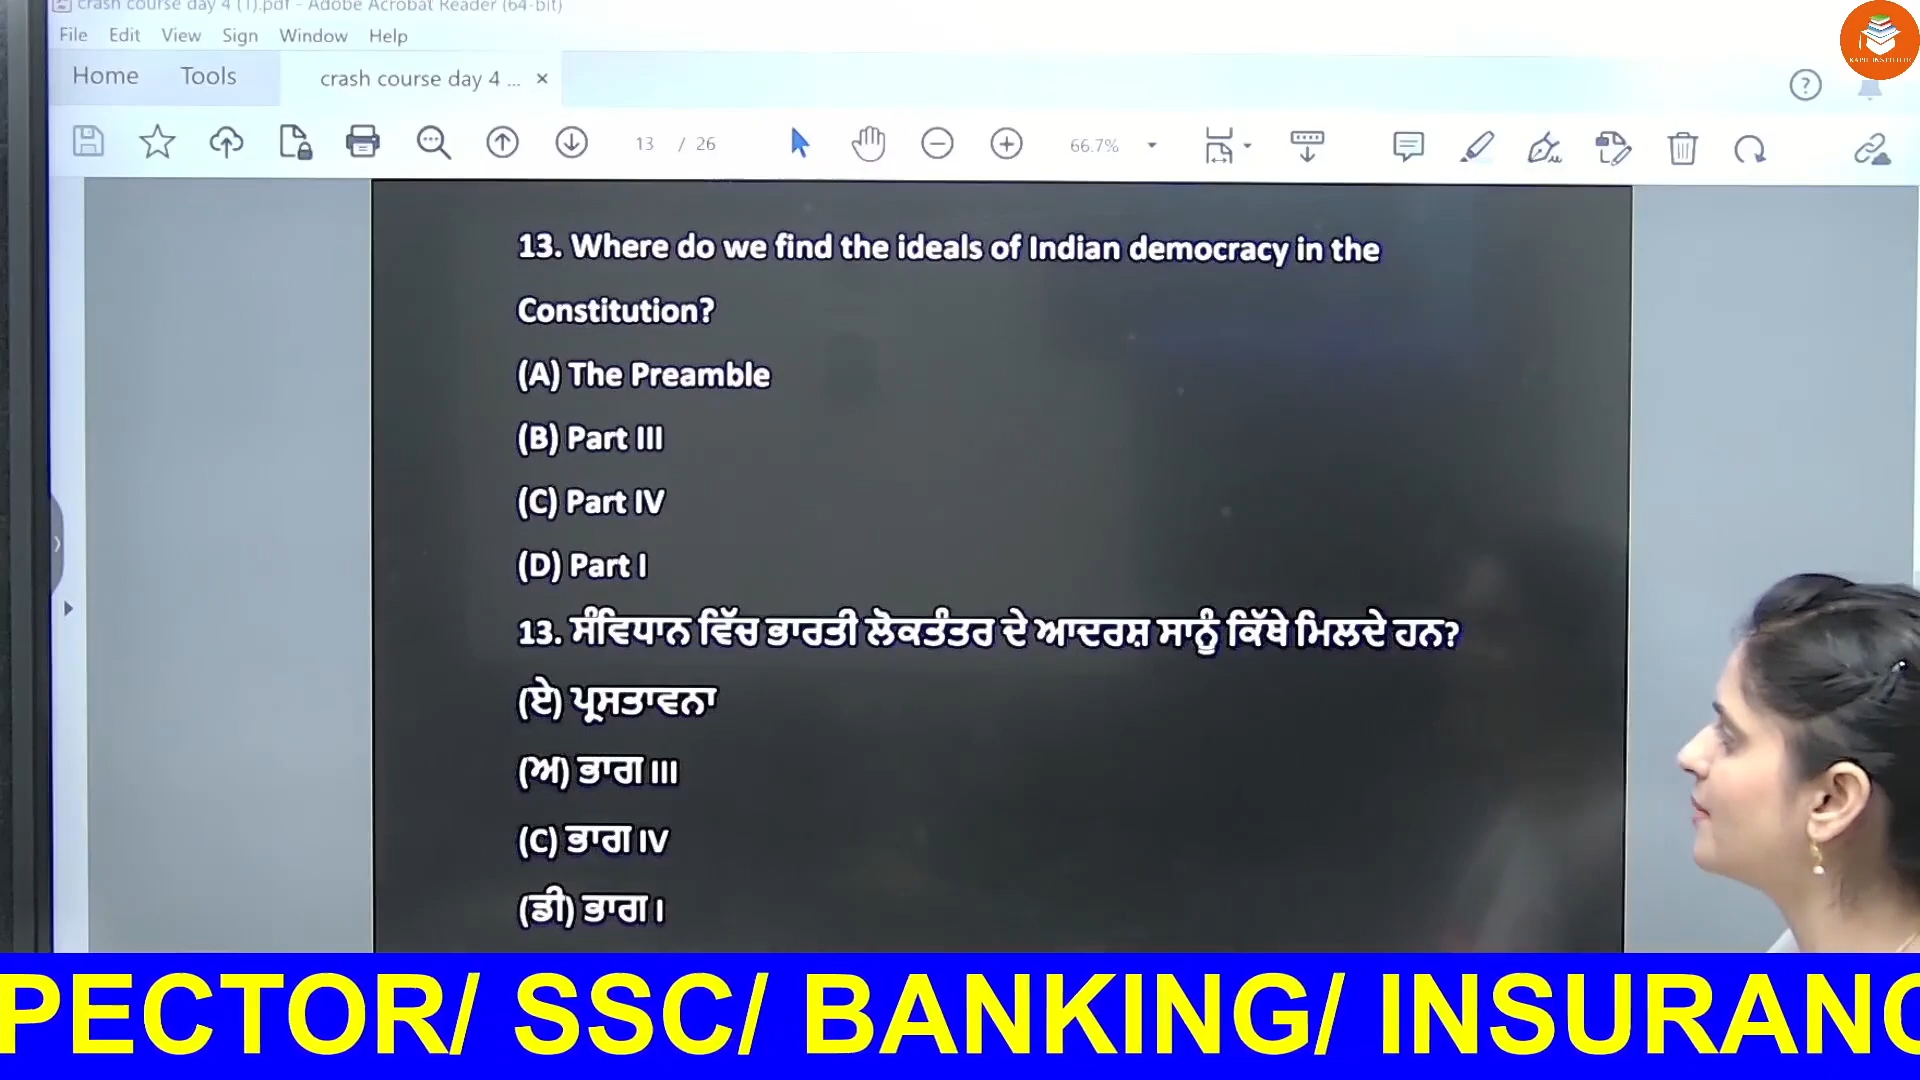 crash course day 4 (1).pdf - Adobe Acrobat Reader (64-bit)
File Edit View Sign Window Help
Home Tools crash course day 4 ... ×
13 / 26 66.7%
13. Where do we find the ideals of Indian democracy in the
Constitution?
(A) The Preamble
(B) Part III
(C) Part IV
(D) Part I
13. ਸੰਵਿਧਾਨ ਵਿੱਚ ਭਾਰਤੀ ਲੋਕਤੰਤਰ ਦੇ ਆਦਰਸ਼ ਸਾਨੂੰ ਕਿੱਥੇ ਮਿਲਦੇ ਹਨ?
(ਏ) ਪ੍ਰਸਤਾਵਨਾ
(ਅ) ਭਾਗ III
(C) ਭਾਗ IV
(ਡੀ) ਭਾਗ I
PECTOR/ SSC/ BANKING/ INSURANC